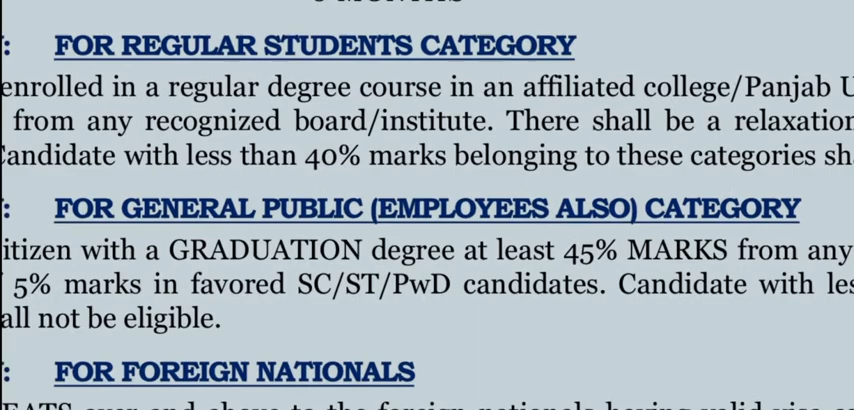 : FOR REGULAR STUDENTS CATEGORY
enrolled in a regular degree course in an affiliated college/Panjab U
from any recognized board/institute. There shall be a relaxation
Candidate with less than 40% marks belonging to these categories sh
: FOR GENERAL PUBLIC (EMPLOYEES ALSO) CATEGORY
itizen with a GRADUATION degree at least 45% MARKS from any
5% marks in favored SC/ST/PwD candidates. Candidate with les
all not be eligible.
: FOR FOREIGN NATIONALS